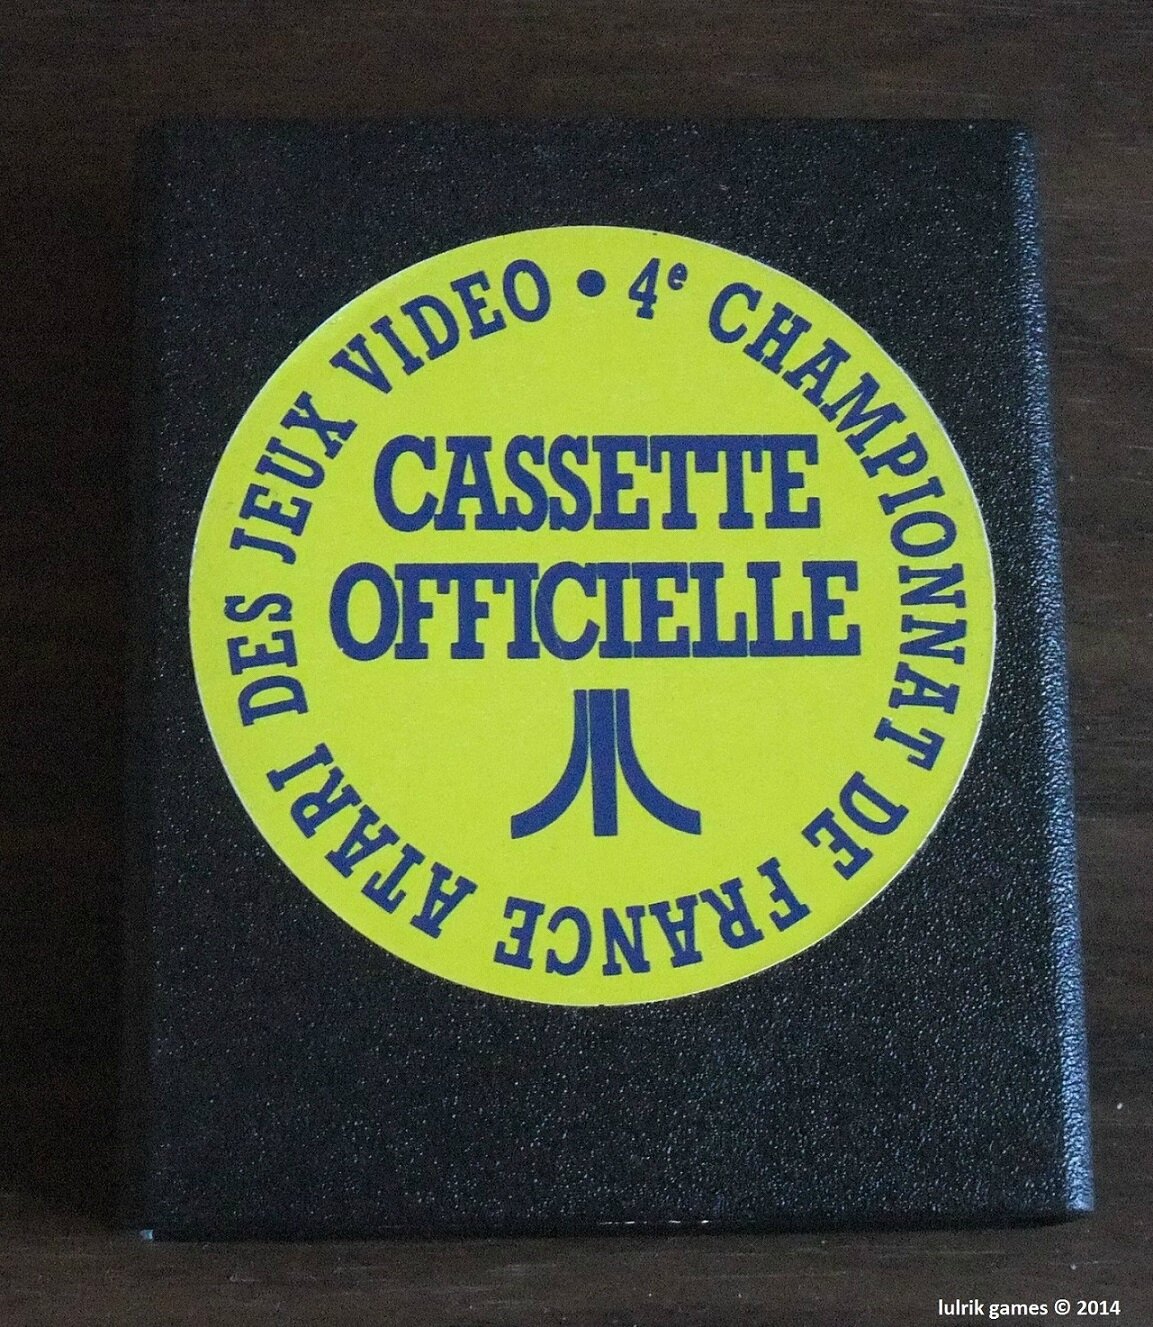 4e CHAMPIONNAT DE FRANCE ATARI DES JEUX VIDEO •
CASSETTE
OFFICIELLE
lulrik games © 2014